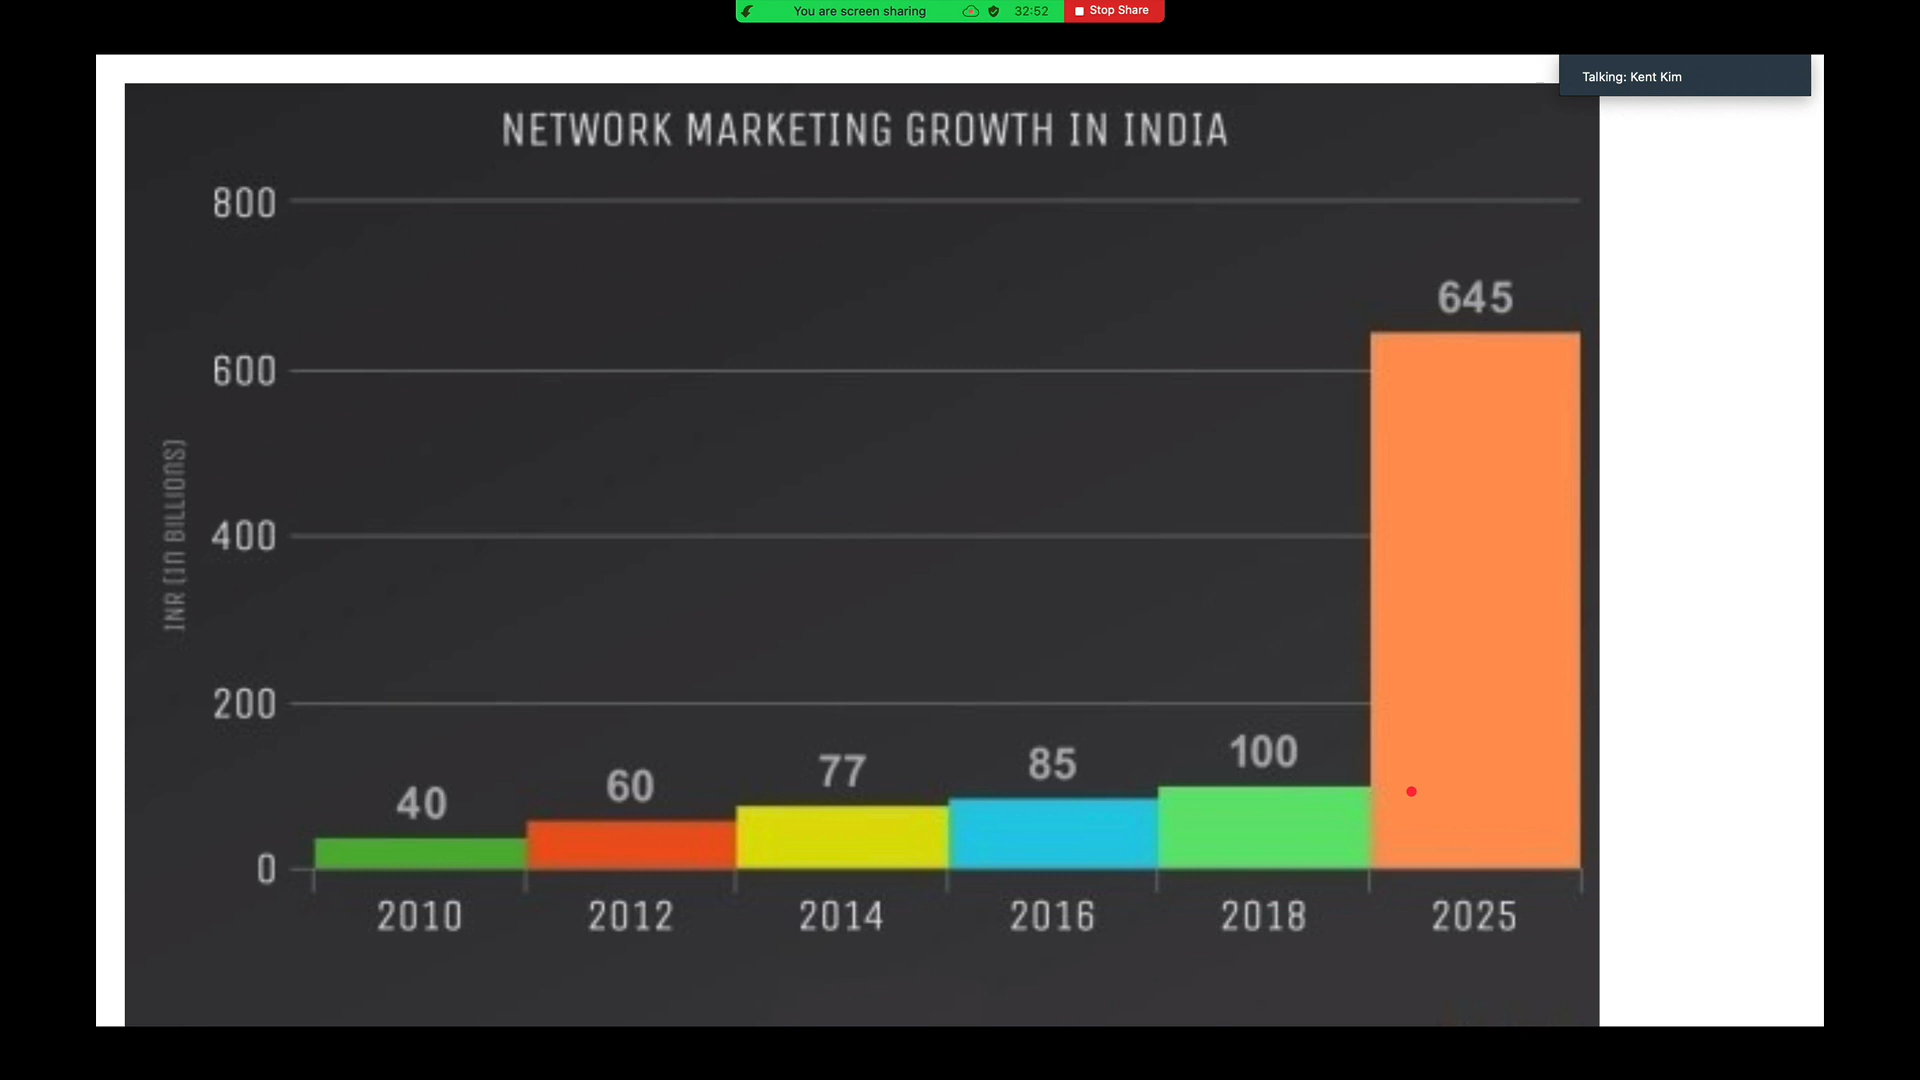 You are screen sharing 32:52 Stop Share
Talking: Kent Kim
NETWORK MARKETING GROWTH IN INDIA
800
645
600
INR (IN BILLIONS)
400
200
100
85
77
60
40
0
2010 2012 2014 2016 2018 2025